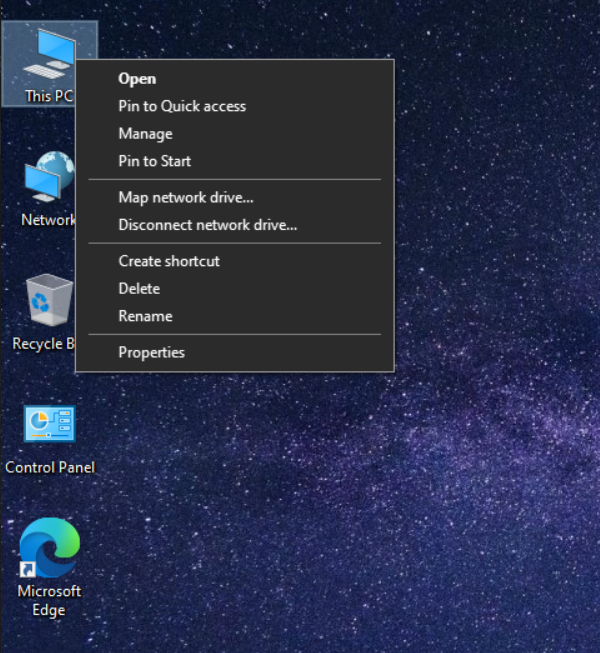 This PC
Open
Pin to Quick access
Manage
Pin to Start
Map network drive...
Disconnect network drive...
Create shortcut
Delete
Rename
Properties
Network
Recycle B
Control Panel
Microsoft
Edge